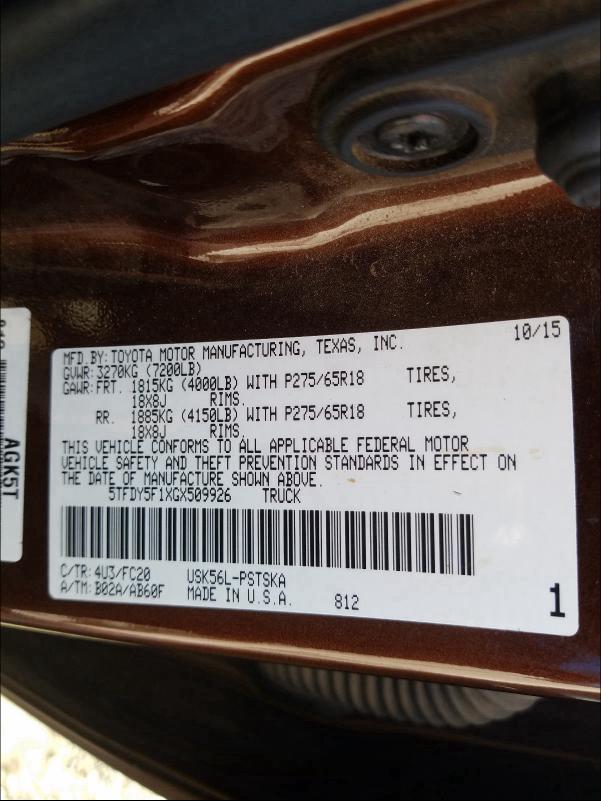 10/15
MFD.BY:TOYOTA MOTOR MANUFACTURING, TEXAS, INC.
GVWR:3270KG (7200LB)
GAWR:FRT. 1815KG (4000LB) WITH P275/65R18 TIRES,
18X8J RIMS.
RR. 1885KG (4150LB) WITH P275/65R18 TIRES,
18X8J RIMS.
THIS VEHICLE CONFORMS TO ALL APPLICABLE FEDERAL MOTOR
VEHICLE SAFETY AND THEFT PREVENTION STANDARDS IN EFFECT ON
THE DATE OF MANUFACTURE SHOWN ABOVE.
5TFDY5F1XGX509926 TRUCK
C/TR:4U3/FC20 USK56L-PSTSKA
A/TM:B02A/AB60F MADE IN U.S.A. 812 1
AGK5T